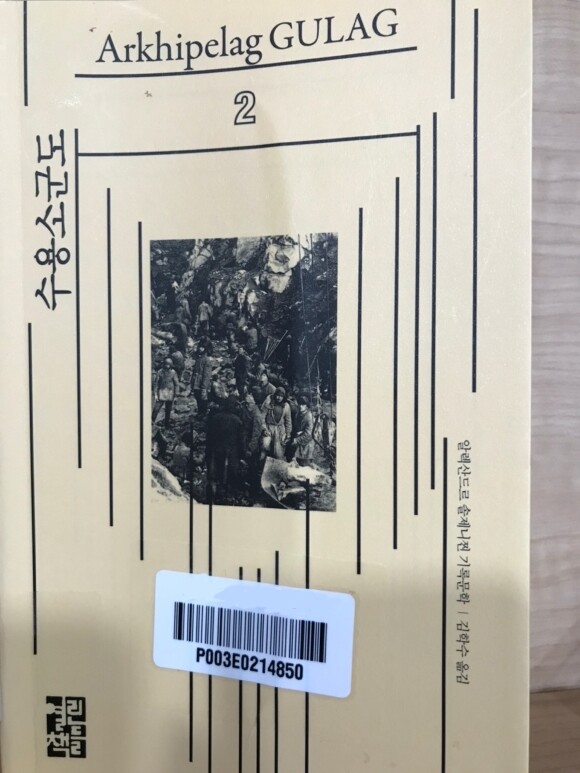 Arkhipelag GULAG
2
수용소군도
알렉산드르 솔제니찐 기록문학 | 김학수 옮김
P003E0214850
열린
책들